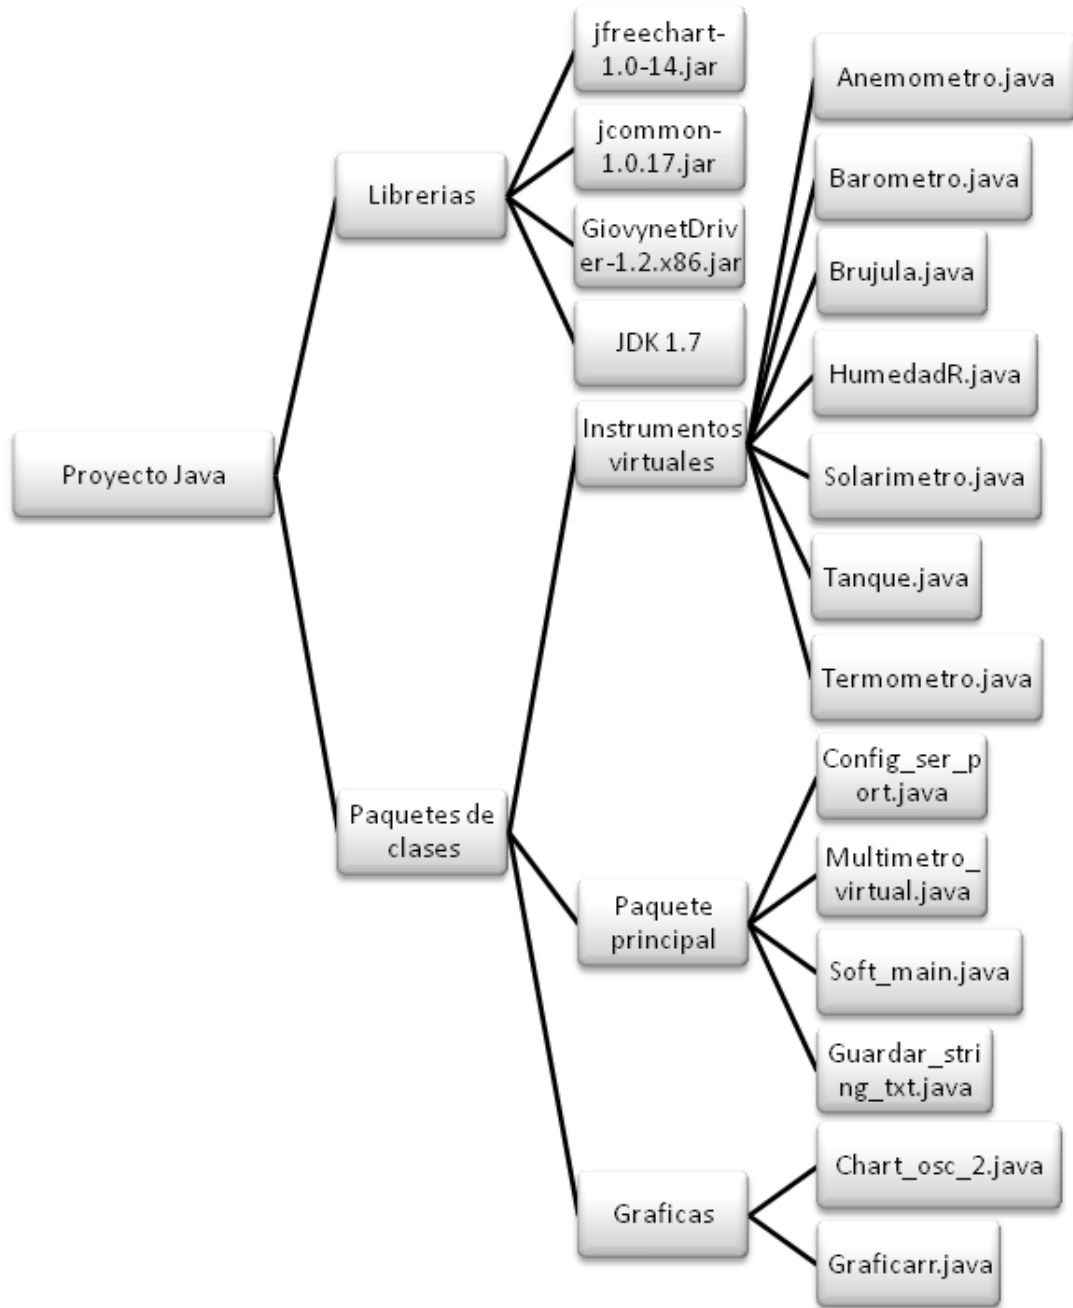 Proyecto Java
Librerias
jfreechart-
1.0-14.jar
jcommon-
1.0.17.jar
GiovynetDriv
er-1.2.x86.jar
JDK 1.7
Paquetes de
clases
Instrumentos
virtuales
Anemometro.java
Barometro.java
Brujula.java
HumedadR.java
Solarimetro.java
Tanque.java
Termometro.java
Paquete
principal
Config_ser_p
ort.java
Multimetro_
virtual.java
Soft_main.java
Guardar_stri
ng_txt.java
Graficas
Chart_osc_2.java
Graficarr.java